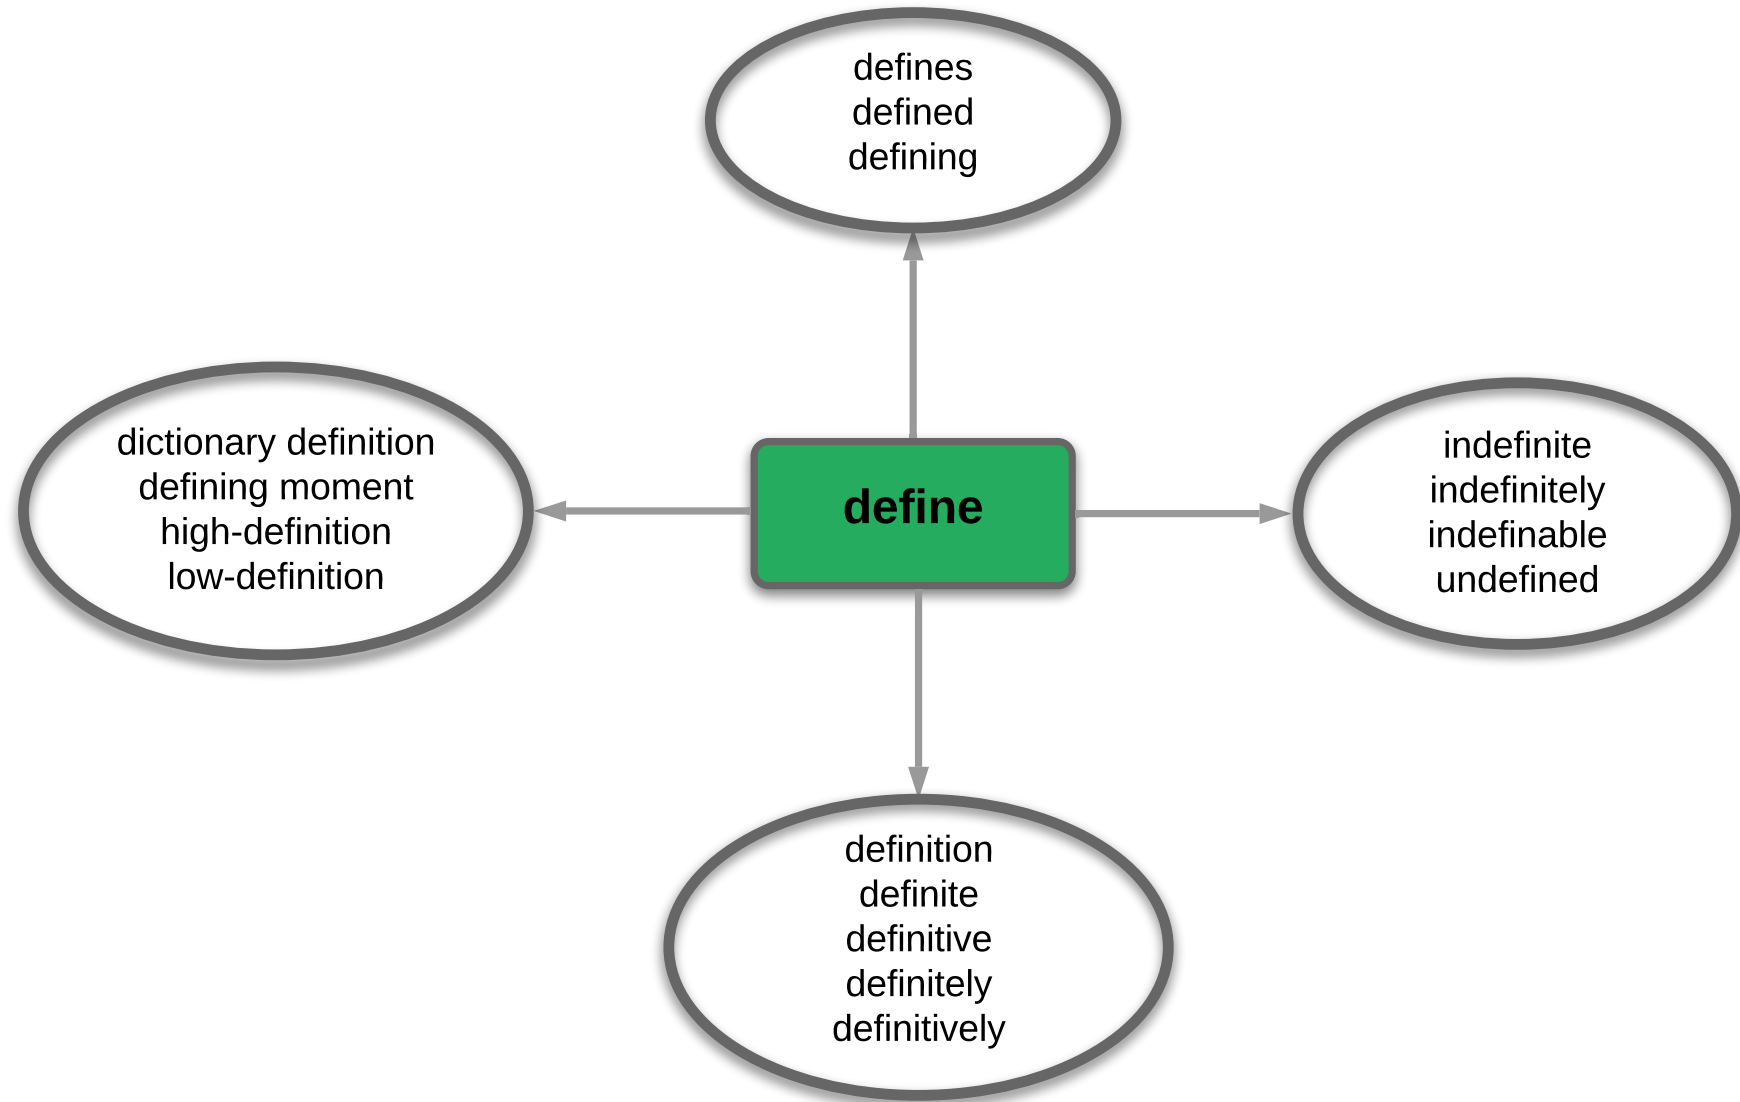 defines
defined
defining
dictionary definition
defining moment
high-definition
low-definition
define
indefinite
indefinitely
indefinable
undefined
definition
definite
definitive
definitely
definitively